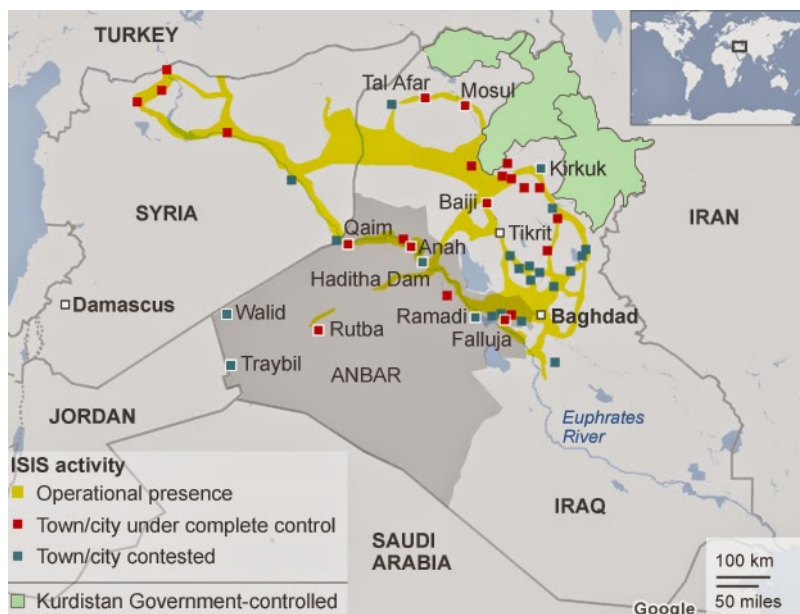 TURKEY
Tal Afar
Mosul
Kirkuk
Baiji
SYRIA
IRAN
Qaim
Tikrit
Anah
Haditha Dam
Damascus
Walid
Ramadi
Baghdad
Rutba
Falluja
Traybil
ANBAR
JORDAN
Euphrates
River
ISIS activity
Operational presence
IRAQ
Town/city under complete control
SAUDI
ARABIA
Town/city contested
100 km
50 miles
Kurdistan Government-controlled
Google